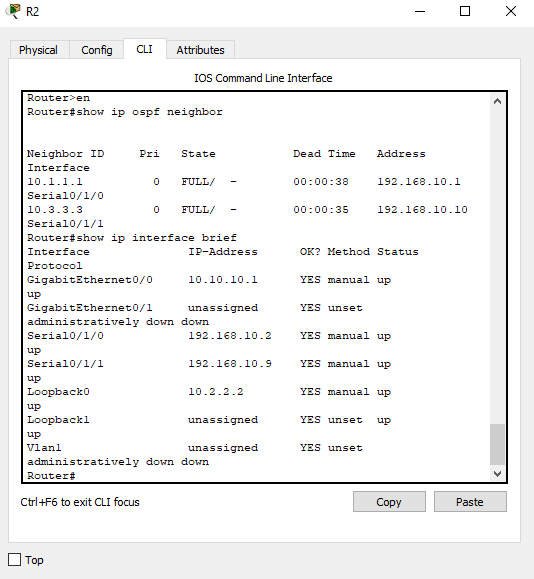 R2
Physical Config CLI Attributes
IOS Command Line Interface
Router>en
Router#show ip ospf neighbor
Neighbor ID     Pri   State           Dead Time   Address
Interface
10.1.1.1          0   FULL/  -        00:00:38    192.168.10.1
Serial0/1/0
10.3.3.3          0   FULL/  -        00:00:35    192.168.10.10
Serial0/1/1
Router#show ip interface brief
Interface              IP-Address      OK? Method Status
Protocol
GigabitEthernet0/0     10.10.10.1      YES manual up
up
GigabitEthernet0/1     unassigned      YES unset
administratively down down
Serial0/1/0            192.168.10.2    YES manual up
up
Serial0/1/1            192.168.10.9    YES manual up
up
Loopback0              10.2.2.2        YES manual up
up
Loopback1              unassigned      YES unset  up
up
Vlan1                  unassigned      YES unset
administratively down down
Router#
Ctrl+F6 to exit CLI focus Copy Paste
Top